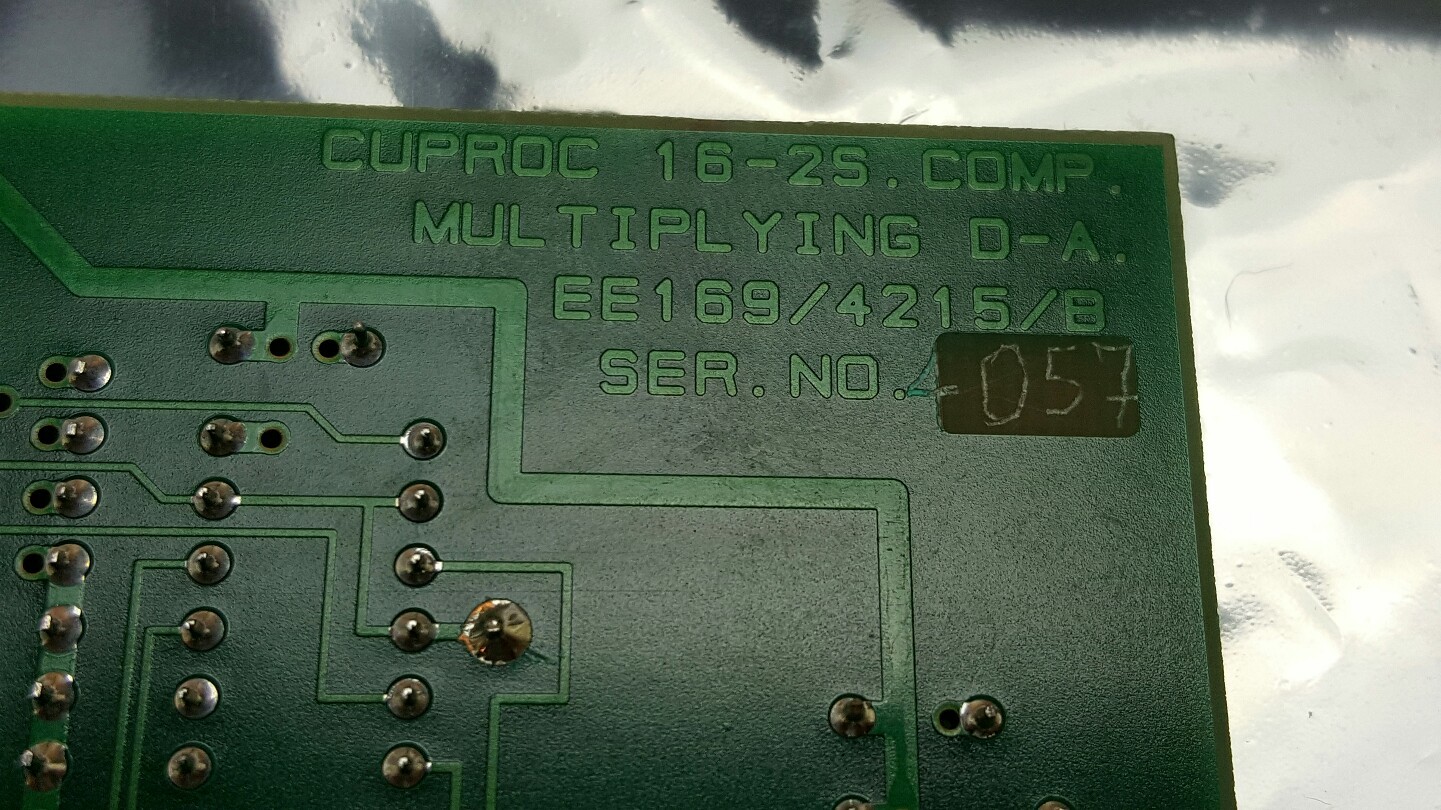 CUPROC 16-2S.COMP.
MULTIPLYING D-A.
EE169/4215/B
SER.NO. -057